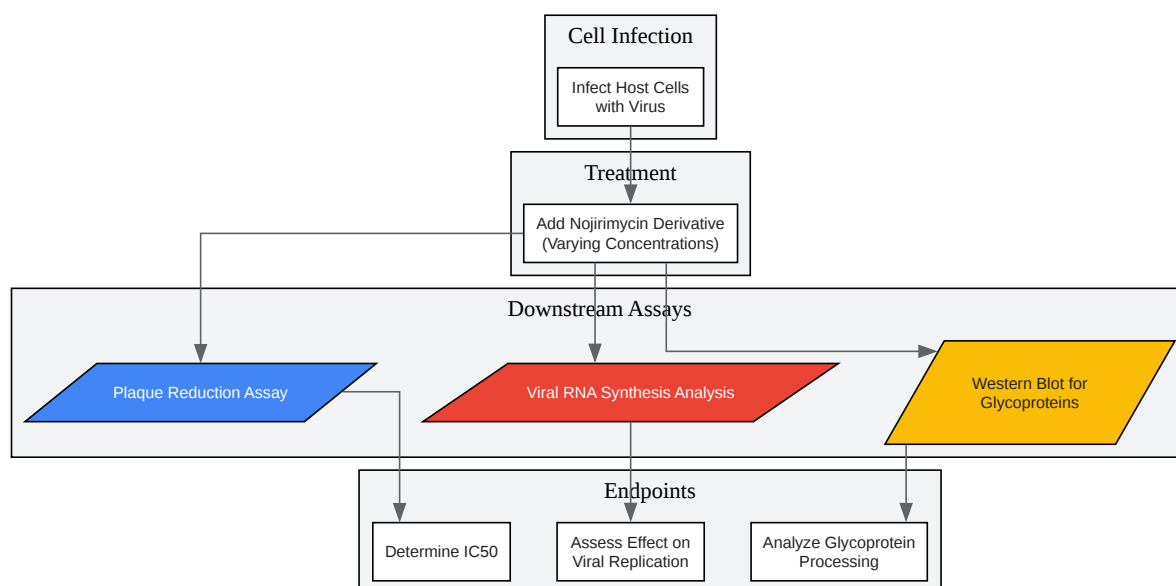 Cell Infection
Infect Host Cells
with Virus
Treatment
Add Nojirimycin Derivative
(Varying Concentrations)
Downstream Assays
Plaque Reduction Assay
Viral RNA Synthesis Analysis
Western Blot for
Glycoproteins
Endpoints
Determine IC50
Assess Effect on
Viral Replication
Analyze Glycoprotein
Processing